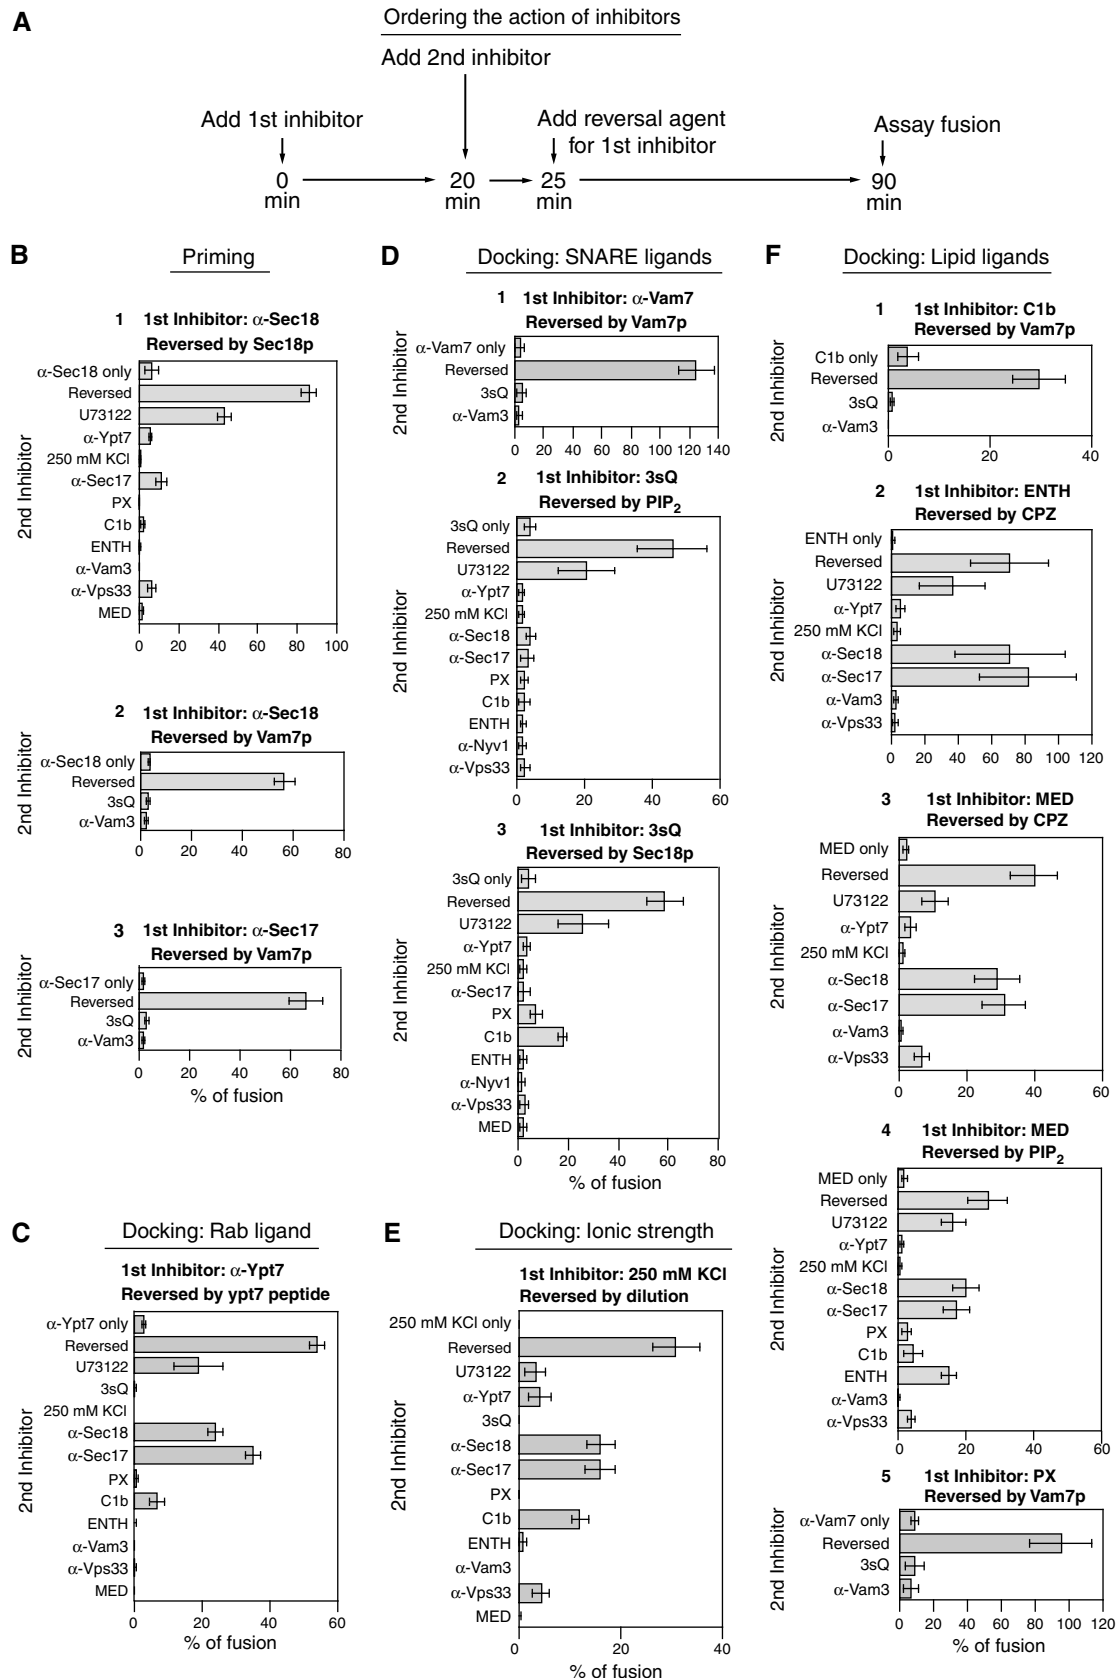 A
Ordering the action of inhibitors
Add 2nd inhibitor
Add 1st inhibitor
Add reversal agent
for 1st inhibitor
Assay fusion
0
min
20
min
25
min
90
min
B
Priming
1 1st Inhibitor: α-Sec18
Reversed by Sec18p
2nd Inhibitor
α-Sec18 only
Reversed
U73122
α-Ypt7
250 mM KCl
α-Sec17
PX
C1b
ENTH
α-Vam3
α-Vps33
MED
0 20 40 60 80 100
2 1st Inhibitor: α-Sec18
Reversed by Vam7p
2nd Inhibitor
α-Sec18 only
Reversed
3sQ
α-Vam3
0 20 40 60 80
3 1st Inhibitor: α-Sec17
Reversed by Vam7p
2nd Inhibitor
α-Sec17 only
Reversed
3sQ
α-Vam3
0 20 40 60 80
% of fusion
C
Docking: Rab ligand
1st Inhibitor: α-Ypt7
Reversed by ypt7 peptide
2nd Inhibitor
α-Ypt7 only
Reversed
U73122
3sQ
250 mM KCl
α-Sec18
α-Sec17
PX
C1b
ENTH
α-Vam3
α-Vps33
MED
0 20 40 60
% of fusion
D
Docking: SNARE ligands
1 1st Inhibitor: α-Vam7
Reversed by Vam7p
2nd Inhibitor
α-Vam7 only
Reversed
3sQ
α-Vam3
0 20 40 60 80 100 120 140
2 1st Inhibitor: 3sQ
Reversed by PIP2
2nd Inhibitor
3sQ only
Reversed
U73122
α-Ypt7
250 mM KCl
α-Sec18
α-Sec17
PX
C1b
ENTH
α-Nyv1
α-Vps33
0 20 40 60
3 1st Inhibitor: 3sQ
Reversed by Sec18p
2nd Inhibitor
3sQ only
Reversed
U73122
α-Ypt7
250 mM KCl
α-Sec17
PX
C1b
ENTH
α-Nyv1
α-Vps33
MED
0 20 40 60 80
% of fusion
E
Docking: Ionic strength
1st Inhibitor: 250 mM KCl
Reversed by dilution
2nd Inhibitor
250 mM KCl only
Reversed
U73122
α-Ypt7
3sQ
α-Sec18
α-Sec17
PX
C1b
ENTH
α-Vam3
α-Vps33
MED
0 20 40
% of fusion
F
Docking: Lipid ligands
1 1st Inhibitor: C1b
Reversed by Vam7p
2nd Inhibitor
C1b only
Reversed
3sQ
α-Vam3
0 20 40
2 1st Inhibitor: ENTH
Reversed by CPZ
2nd Inhibitor
ENTH only
Reversed
U73122
α-Ypt7
250 mM KCl
α-Sec18
α-Sec17
α-Vam3
α-Vps33
0 20 40 60 80 100 120
3 1st Inhibitor: MED
Reversed by CPZ
2nd Inhibitor
MED only
Reversed
U73122
α-Ypt7
250 mM KCl
α-Sec18
α-Sec17
α-Vam3
α-Vps33
0 20 40 60
4 1st Inhibitor: MED
Reversed by PIP2
2nd Inhibitor
MED only
Reversed
U73122
α-Ypt7
250 mM KCl
α-Sec18
α-Sec17
PX
C1b
ENTH
α-Vam3
α-Vps33
0 20 40 60
5 1st Inhibitor: PX
Reversed by Vam7p
2nd Inhibitor
α-Vam7 only
Reversed
3sQ
α-Vam3
0 20 40 60 80 100 120
% of fusion